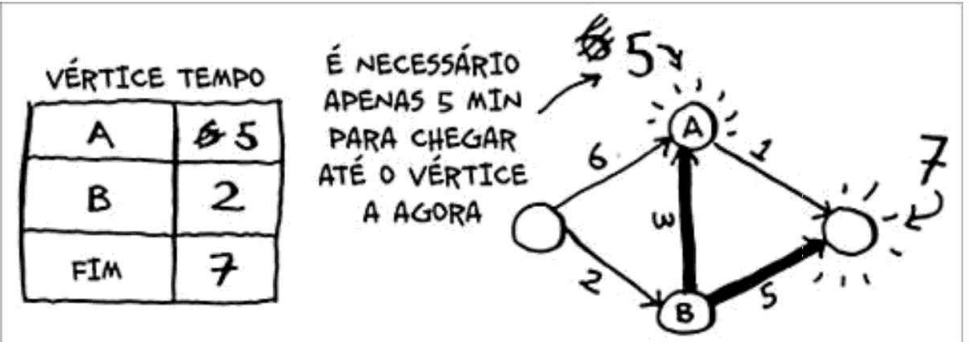 VÉRTICE TEMPO
A 6 5
B 2
FIM 7
É NECESSÁRIO
APENAS 5 MIN
PARA CHEGAR
ATÉ O VÉRTICE
A AGORA
6 5
A
6
1
7
3
2
5
B